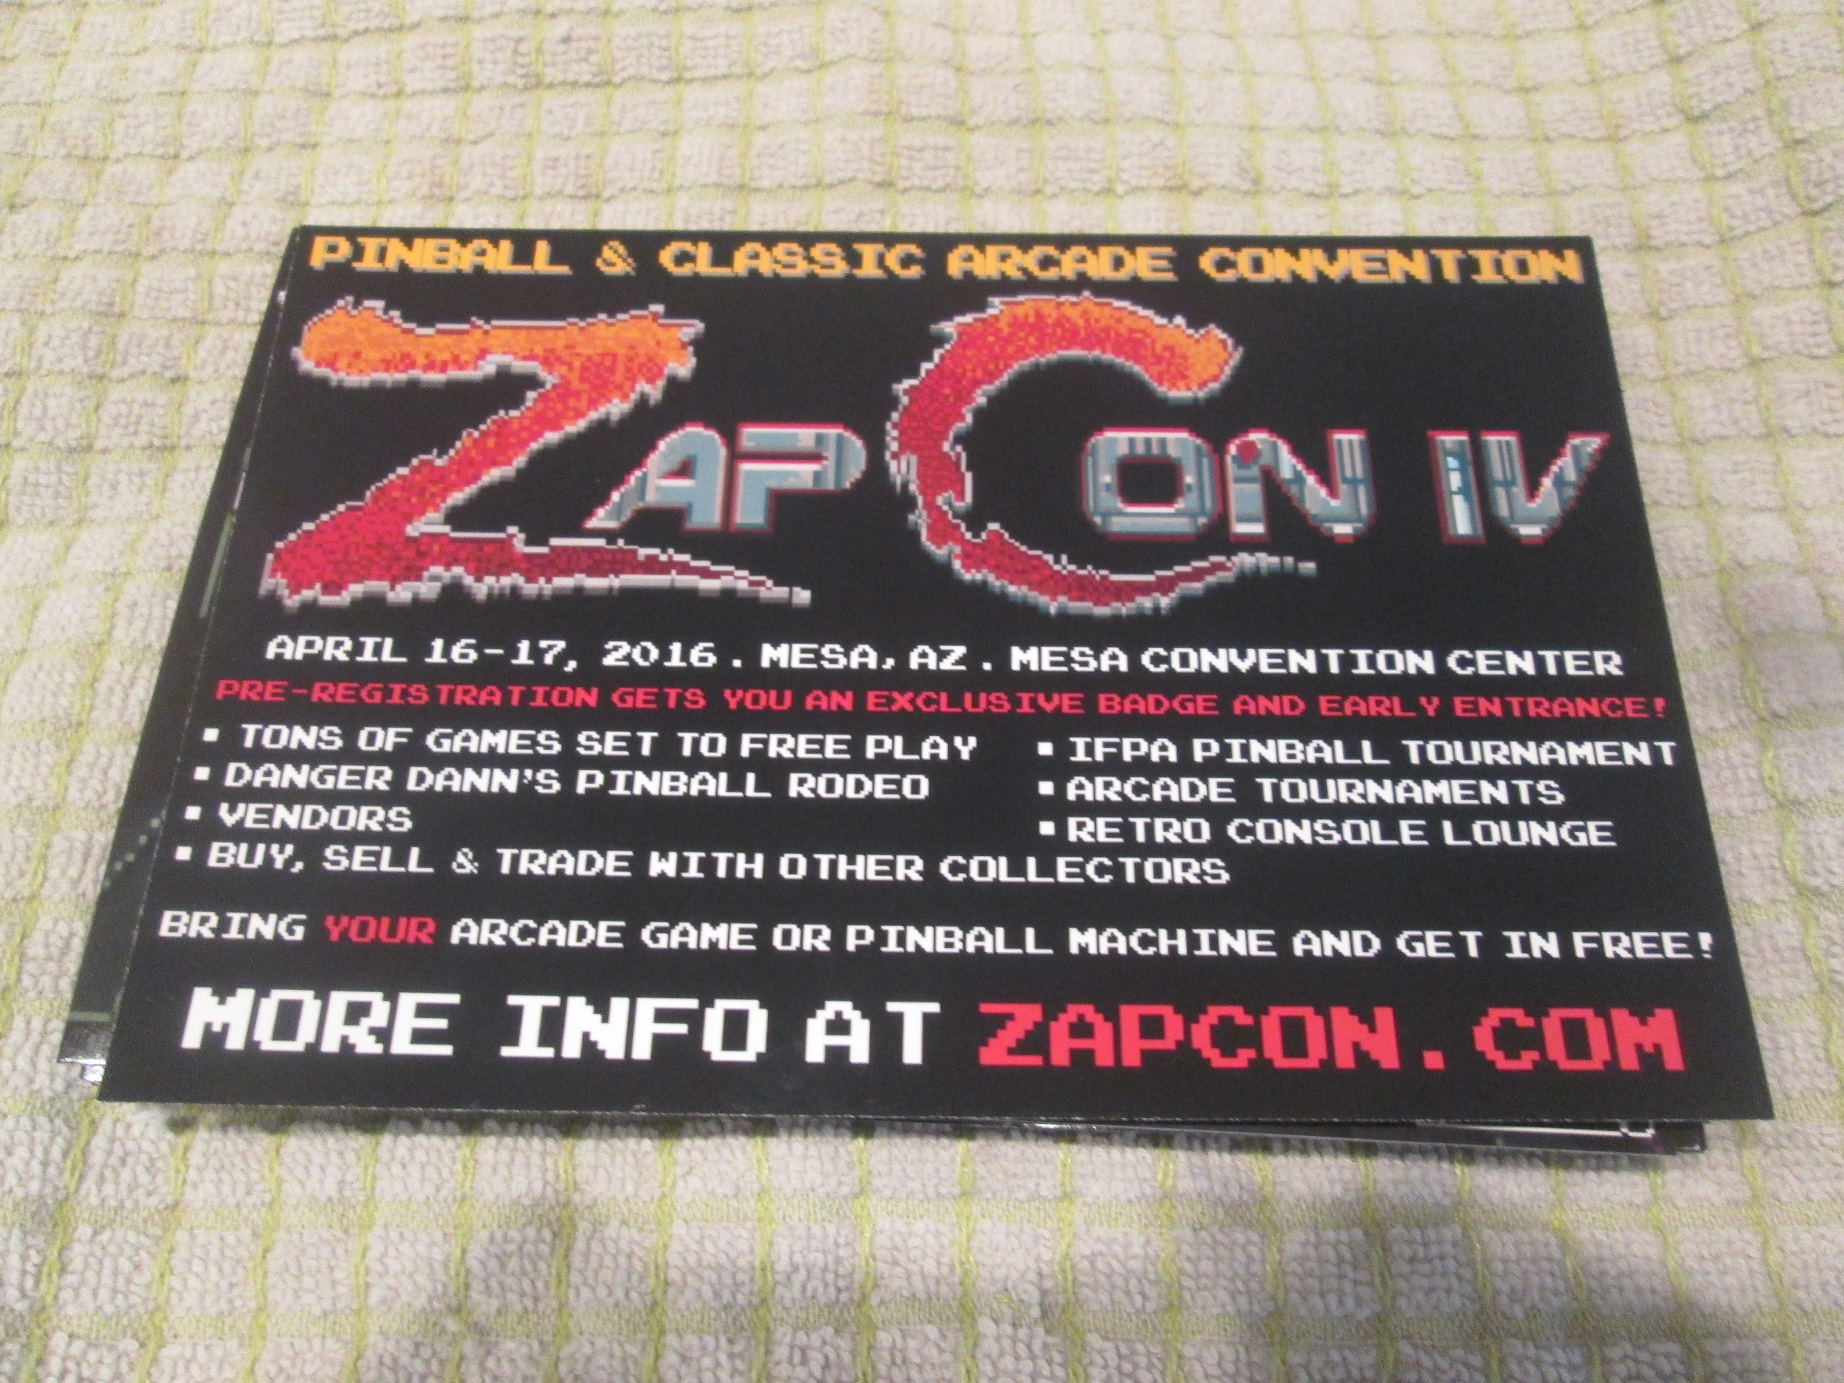 PINBALL & CLASSIC ARCADE CONVENTION
ZAPCON IV
APRIL 16-17, 2016 . MESA, AZ . MESA CONVENTION CENTER
PRE-REGISTRATION GETS YOU AN EXCLUSIVE BADGE AND EARLY ENTRANCE!
▪ TONS OF GAMES SET TO FREE PLAY
▪ DANGER DANN'S PINBALL RODEO
▪ VENDORS
▪ BUY, SELL & TRADE WITH OTHER COLLECTORS
▪ IFPA PINBALL TOURNAMENT
▪ ARCADE TOURNAMENTS
▪ RETRO CONSOLE LOUNGE
BRING YOUR ARCADE GAME OR PINBALL MACHINE AND GET IN FREE!
MORE INFO AT ZAPCON.COM